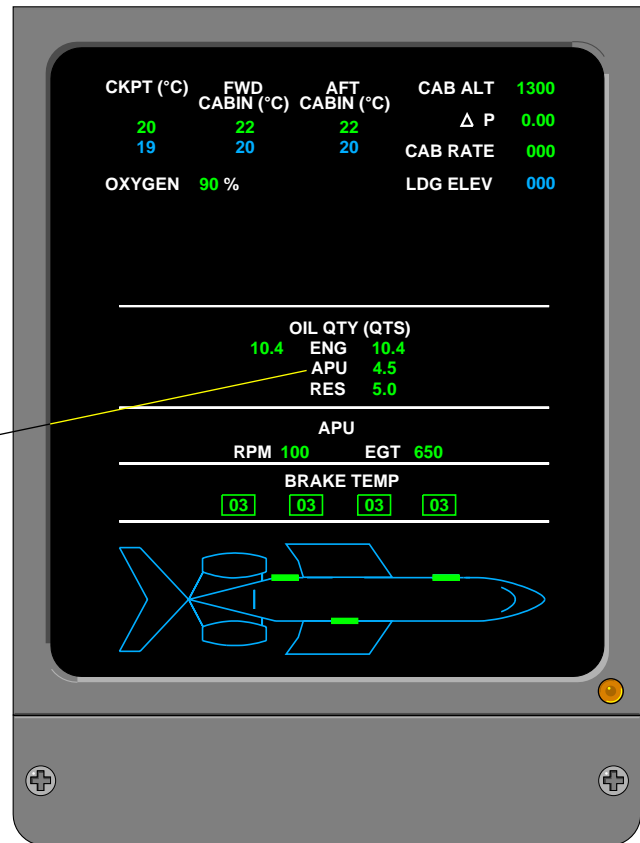 CKPT (°C) FWD CABIN (°C) AFT CABIN (°C) CAB ALT 1300
20 22 22 Δ P 0.00
19 20 20 CAB RATE 000
OXYGEN 90 % LDG ELEV 000
OIL QTY (QTS)
10.4 ENG 10.4
APU 4.5
RES 5.0
APU
RPM 100 EGT 650
BRAKE TEMP
03 03 03 03